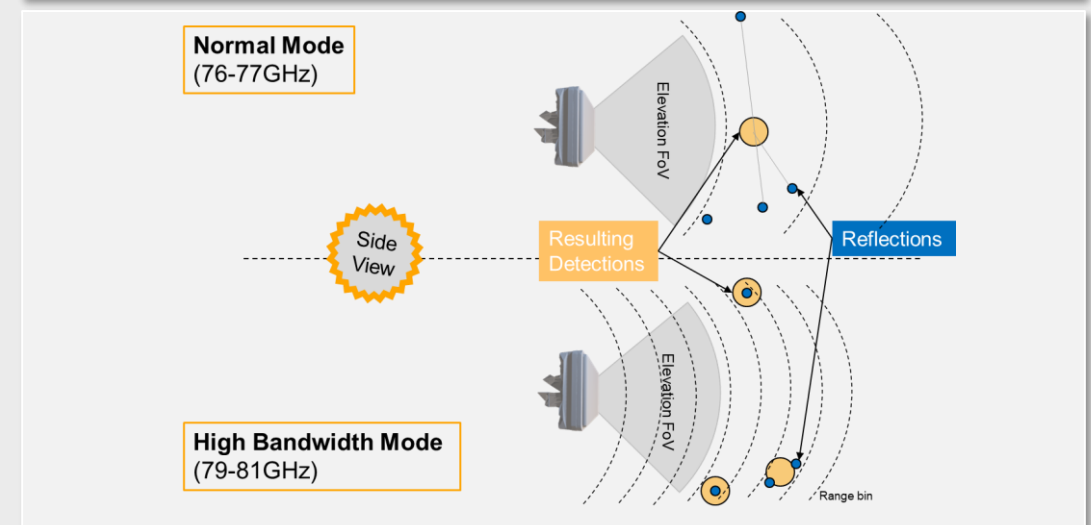 Normal Mode
(76-77GHz)
Elevation FoV
Side
View
Resulting
Detections
Reflections
Elevation FoV
High Bandwidth Mode
(79-81GHz)
Range bin